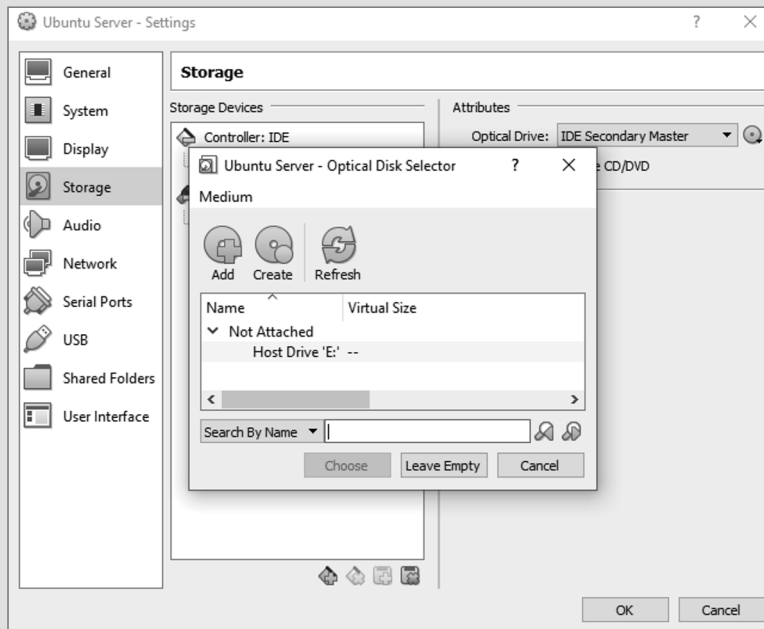 Ubuntu Server - Settings ?
General
System
Display
Storage
Audio
Network
Serial Ports
USB
Shared Folders
User Interface
Storage
Storage Devices
Controller: IDE
Attributes
Optical Drive: IDE Secondary Master
CD/DVD
Ubuntu Server - Optical Disk Selector ?
Medium
Add Create Refresh
Name Virtual Size
Not Attached
Host Drive 'E:' --
Search By Name
Choose Leave Empty Cancel
OK Cancel